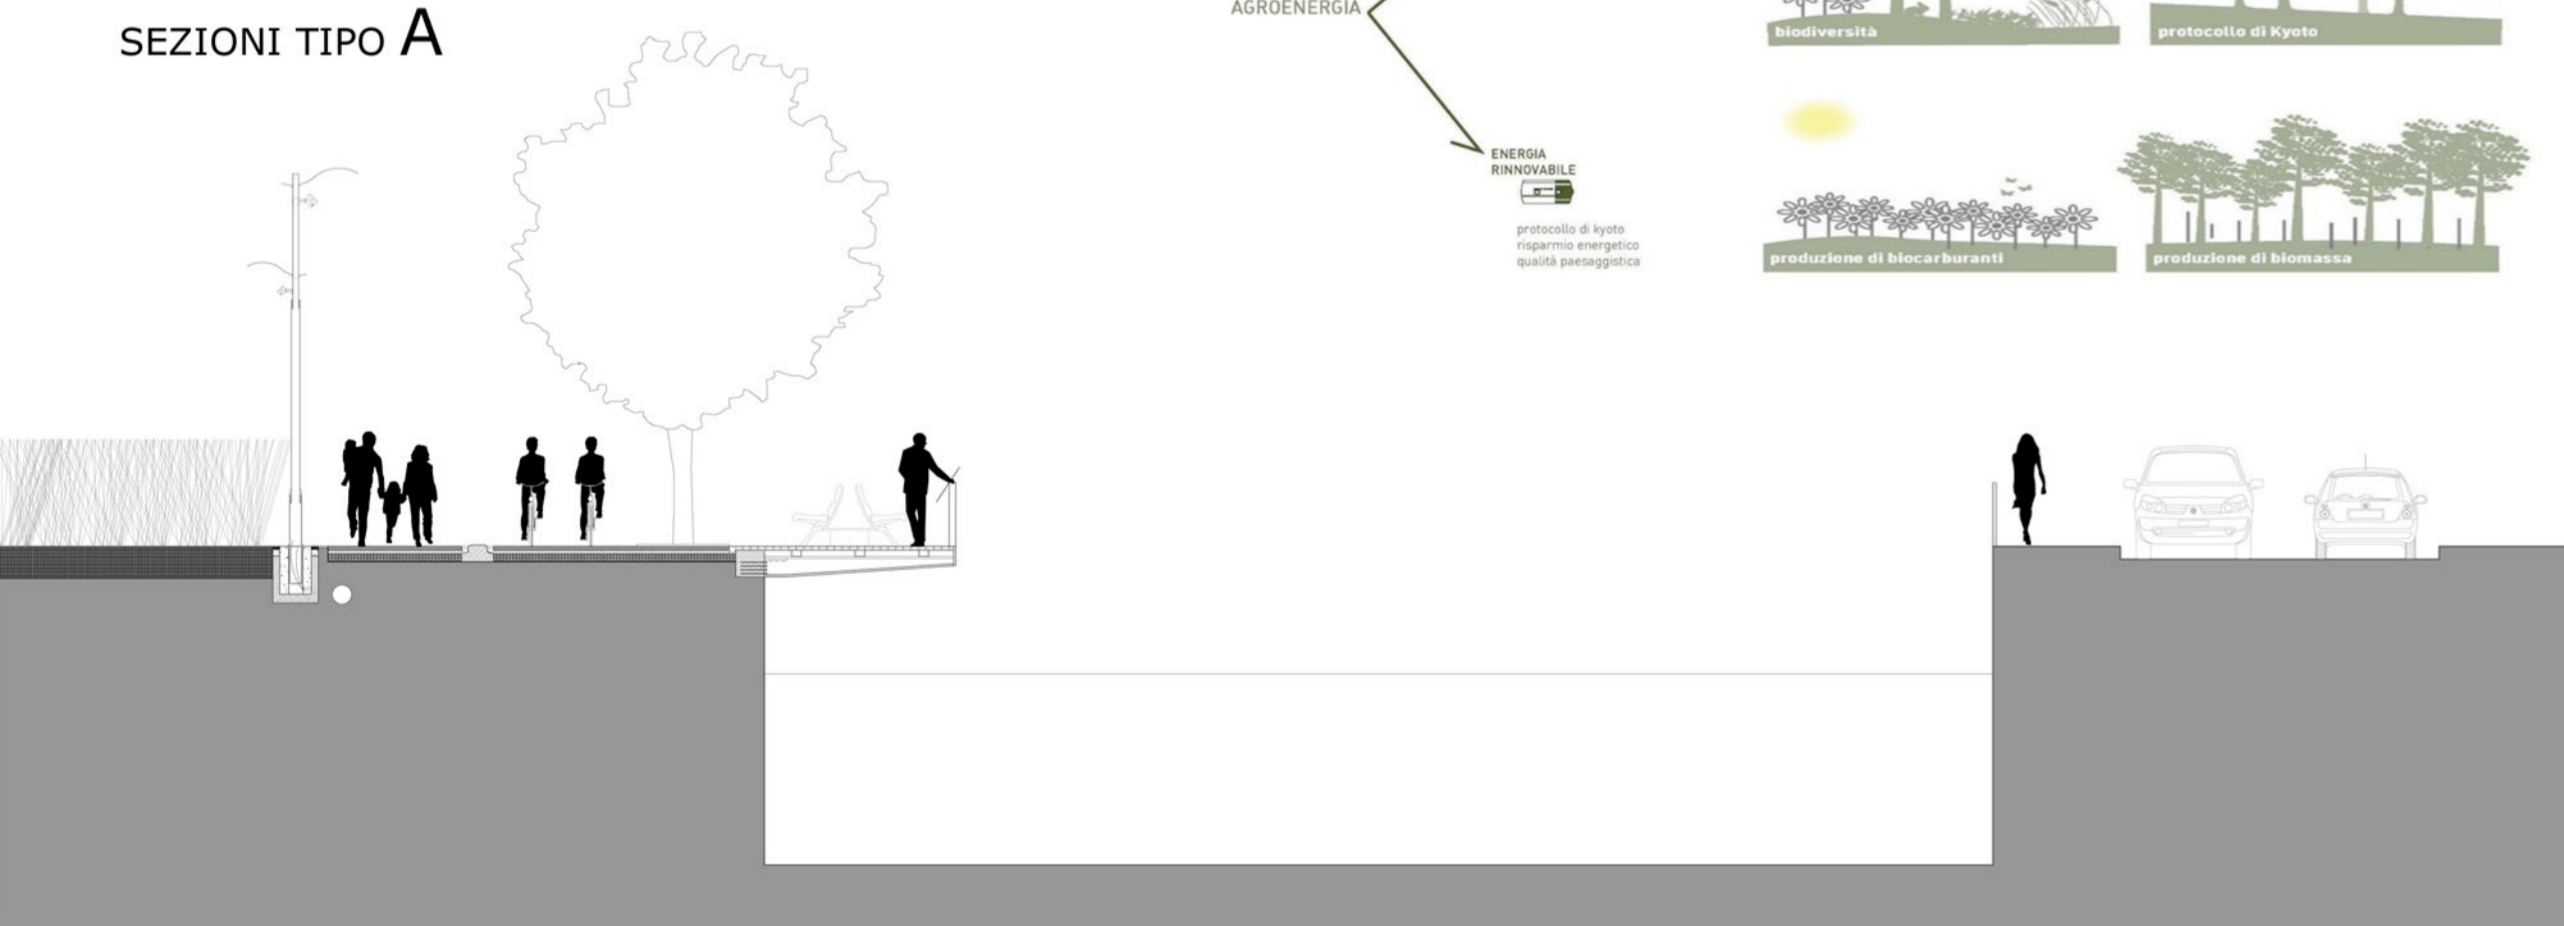 SEZIONI TIPO A
AGROENERGIA
ENERGIA
RINNOVABILE
protocollo di kyoto
risparmio energetico
qualità paesaggistica
biodiversità
protocollo di Kyoto
produzione di biocarburanti
produzione di biomassa